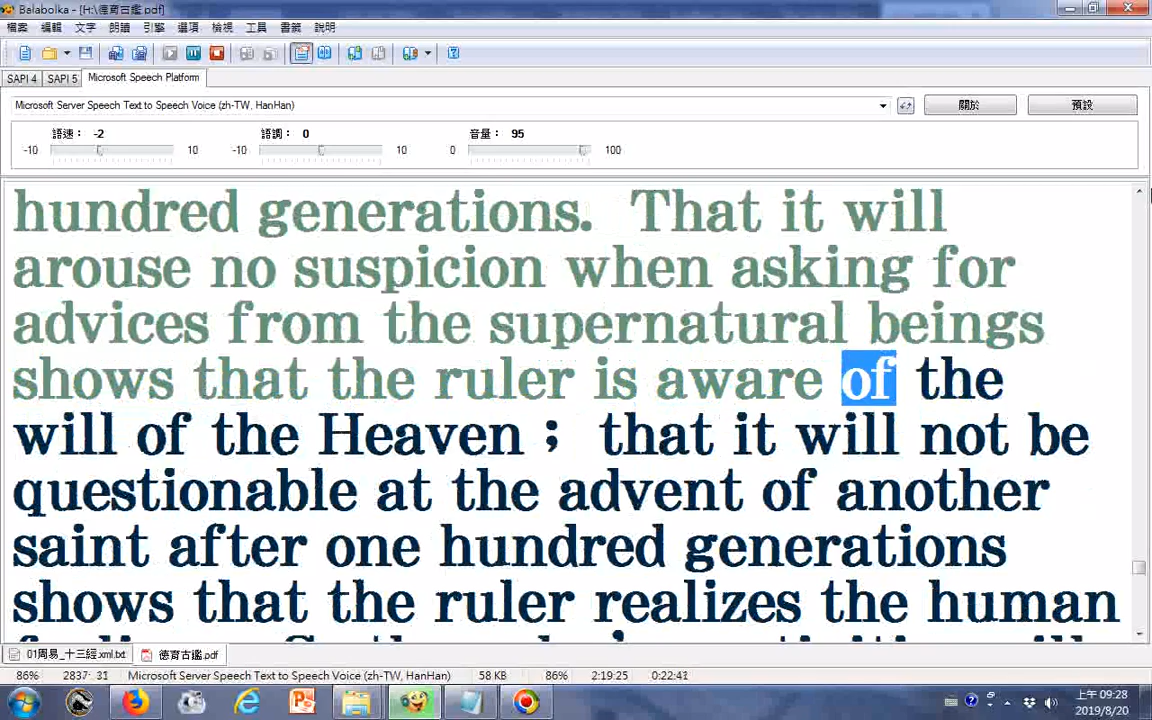 Balabolka - [H:\德育古鑑.pdf]
檔案 編輯 文字 朗讀 引擎 選項 檢視 工具 書籤 說明
SAPI 4 SAPI 5 Microsoft Speech Platform
Microsoft Server Speech Text to Speech Voice (zh-TW, HanHan) 關於 預設
語速： -2 語調： 0 音量： 95
-10 10 -10 10 0 100
hundred generations. That it will
arouse no suspicion when asking for
advices from the supernatural beings
shows that the ruler is aware of the
will of the Heaven； that it will not be
questionable at the advent of another
saint after one hundred generations
shows that the ruler realizes the human
01周易_十三經.xml.txt 德育古鑑.pdf
86% 2837: 31 Microsoft Server Speech Text to Speech Voice (zh-TW, HanHan) 58 KB 86% 2:19:25 0:22:41
上午 09:28
2019/8/20